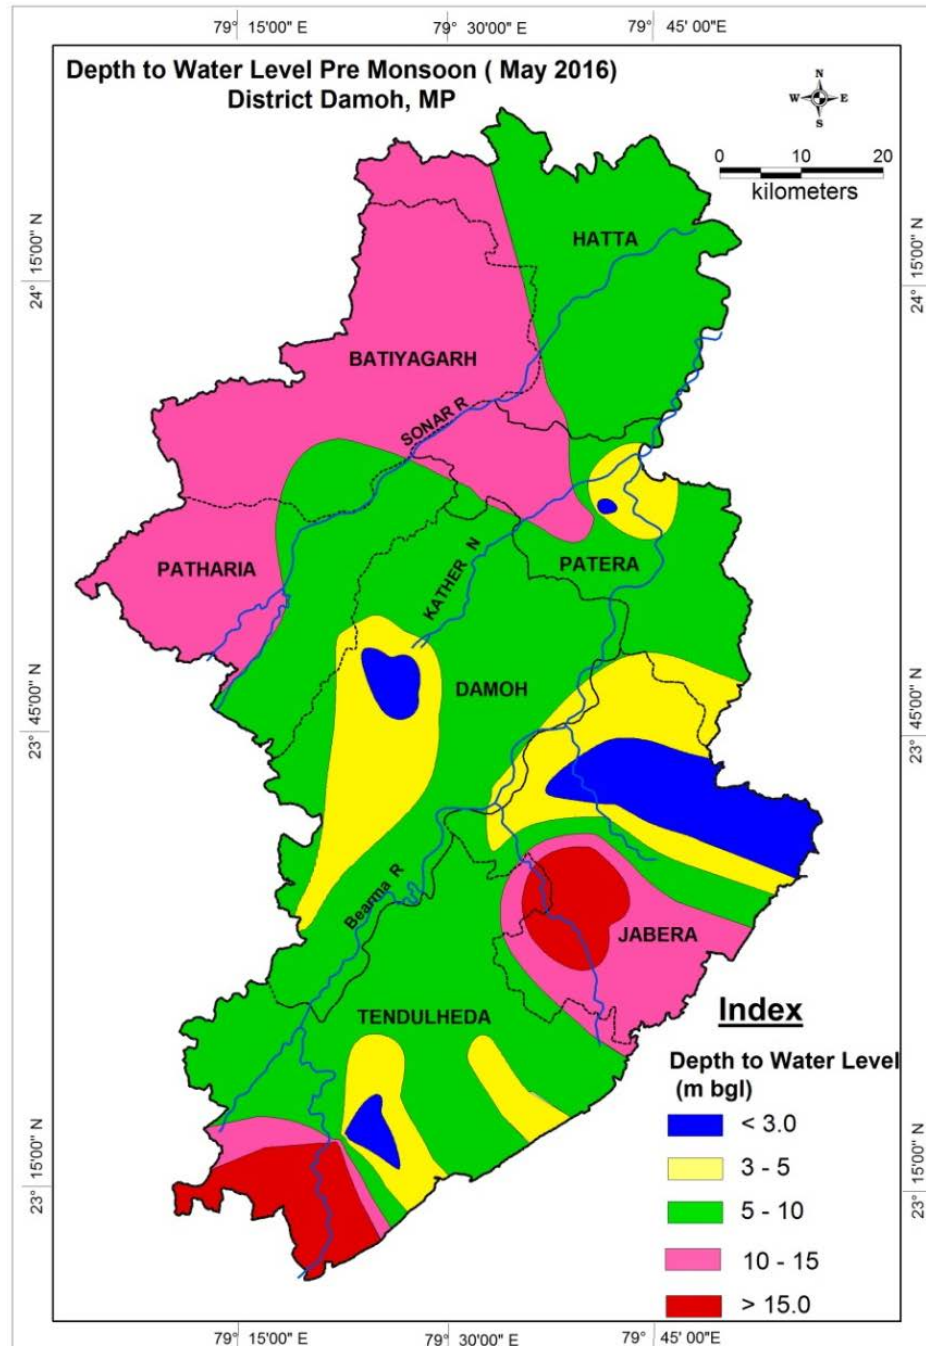 79° 15'00" E
79° 30'00" E
79° 45' 00"E
Depth to Water Level Pre Monsoon ( May 2016)
District Damoh, MP
N
W E
S
0 10 20
kilometers
24° 15'00" N
24° 15'00" N
HATTA
BATIYAGARH
SONAR R
PATHARIA
KATHER N
PATERA
23° 45'00" N
23° 45'00" N
DAMOH
Bearma R
JABERA
TENDULHEDA
Index
Depth to Water Level
(m bgl)
< 3.0
3 - 5
5 - 10
10 - 15
> 15.0
23° 15'00" N
23° 15'00" N
79° 15'00" E
79° 30'00" E
79° 45' 00"E